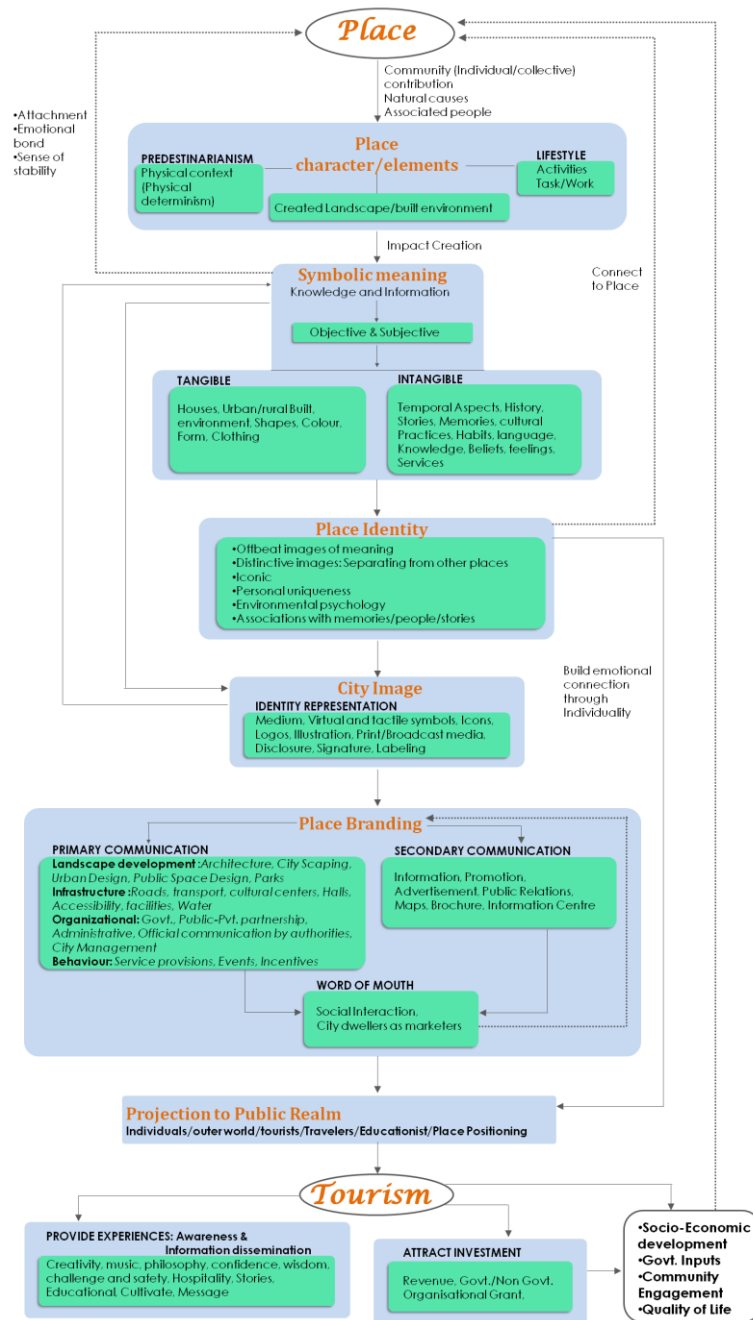 Place
Community (Individual/collective)
contribution
Natural causes
Associated people
•Attachment
•Emotional
bond
•Sense of
stability
Place
character/elements
PREDESTINARIANISM
Physical context
(Physical
determinism)
LIFESTYLE
Activities
Task/Work
Created Landscape/built environment
Impact Creation
Connect
to Place
Symbolic meaning
Knowledge and Information
Objective & Subjective
TANGIBLE
Houses, Urban/rural Built,
environment, Shapes, Colour,
Form, Clothing
INTANGIBLE
Temporal Aspects, History,
Stories, Memories, cultural
Practices, Habits, language,
Knowledge, Beliefs, feelings,
Services
Place Identity
•Offbeat images of meaning
•Distinctive images: Separating from other places
•Iconic
•Personal uniqueness
•Environmental psychology
•Associations with memories/people/stories
Build emotional
connection
through
Individuality
City Image
IDENTITY REPRESENTATION
Medium, Virtual and tactile symbols, Icons,
Logos, Illustration, Print/Broadcast media,
Disclosure, Signature, Labeling
Place Branding
PRIMARY COMMUNICATION
Landscape development :Architecture, City Scaping,
Urban Design, Public Space Design, Parks
Infrastructure :Roads, transport, cultural centers, Halls,
Accessibility, facilities, Water
Organizational: Govt., Public-Pvt. partnership,
Administrative, Official communication by authorities,
City Management
Behaviour: Service provisions, Events, Incentives
SECONDARY COMMUNICATION
Information, Promotion,
Advertisement, Public Relations,
Maps, Brochure, Information Centre
WORD OF MOUTH
Social Interaction,
City dwellers as marketers
Projection to Public Realm
Individuals/outerworld/tourists/Travelers/Educationist/Place Positioning
Tourism
PROVIDE EXPERIENCES: Awareness &
Information dissemination
Creativity, music, philosophy, confidence, wisdom,
challenge and safety, Hospitality, Stories,
Educational, Cultivate, Message
ATTRACT INVESTMENT
Revenue, Govt./Non Govt.
Organisational Grant,
•Socio-Economic
development
•Govt. Inputs
•Community
Engagement
•Quality of Life